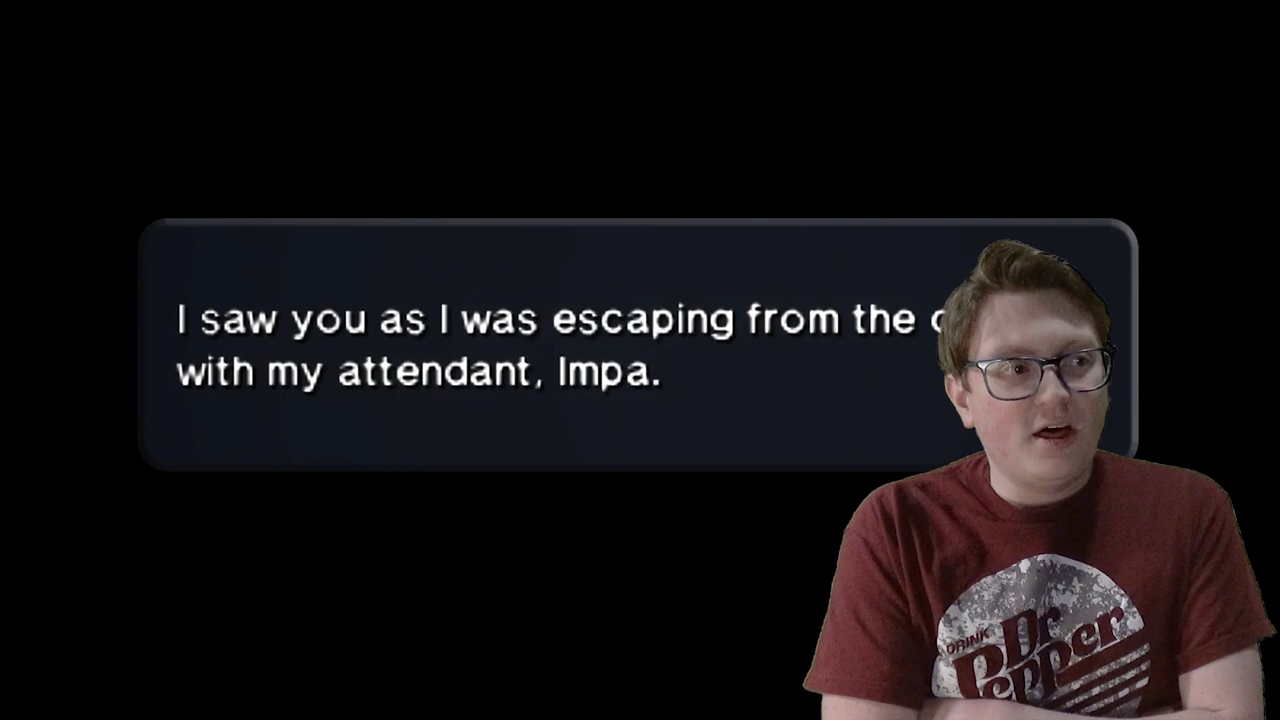 I saw you as I was escaping from the
with my attendant, Impa.
DRINK
Dr
Pepper